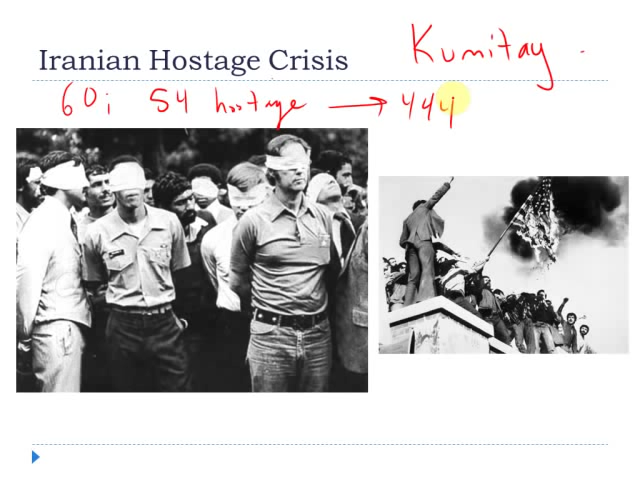 Iranian Hostage Crisis
Kumitay.
60; 54 hostage → 444